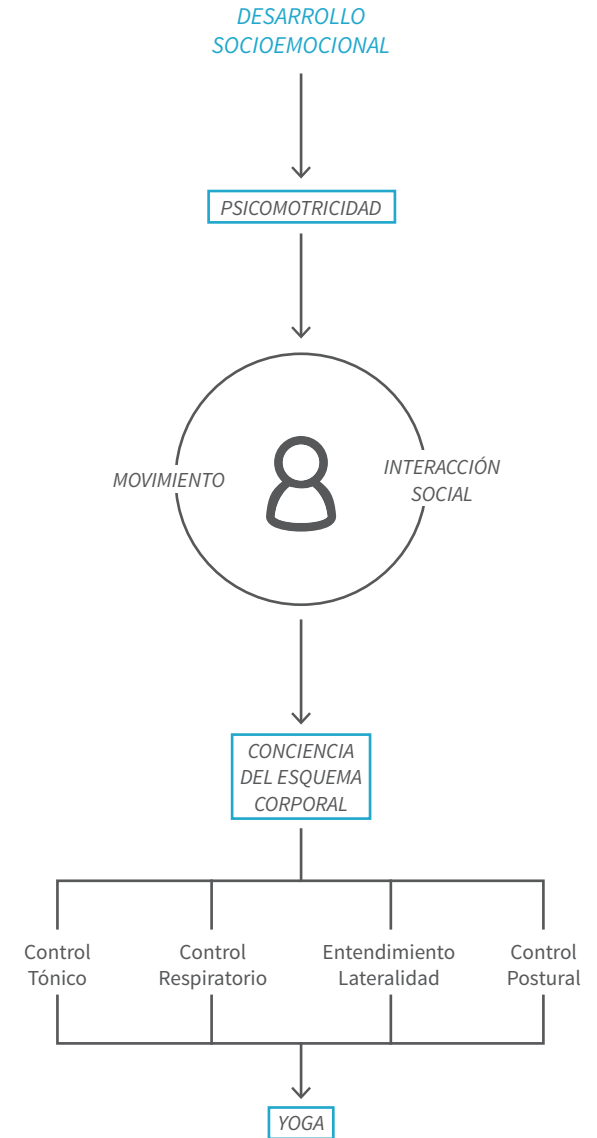 DESARROLLO
SOCIOEMOCIONAL
PSICOMOTRICIDAD
MOVIMIENTO
INTERACCIÓN
SOCIAL
CONCIENCIA
DEL ESQUEMA
CORPORAL
Control
Tónico
Control
Respiratorio
Entendimiento
Lateralidad
Control
Postural
YOGA